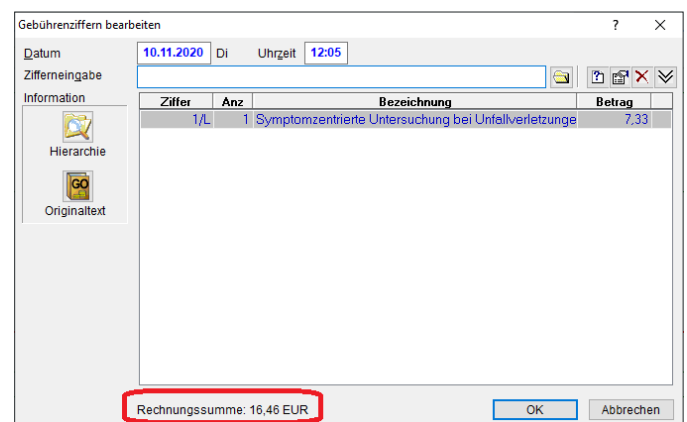 Gebührenziffern bearbeiten ? ×
Datum 10.11.2020 Di Uhrzeit 12:05
Zifferneingabe
Information
Ziffer Anz Bezeichnung Betrag
1/L 1 Symptomzentrierte Untersuchung bei Unfallverletzunge 7,33
Hierarchie
GO
Originaltext
Rechnungssumme: 16,46 EUR OK Abbrechen